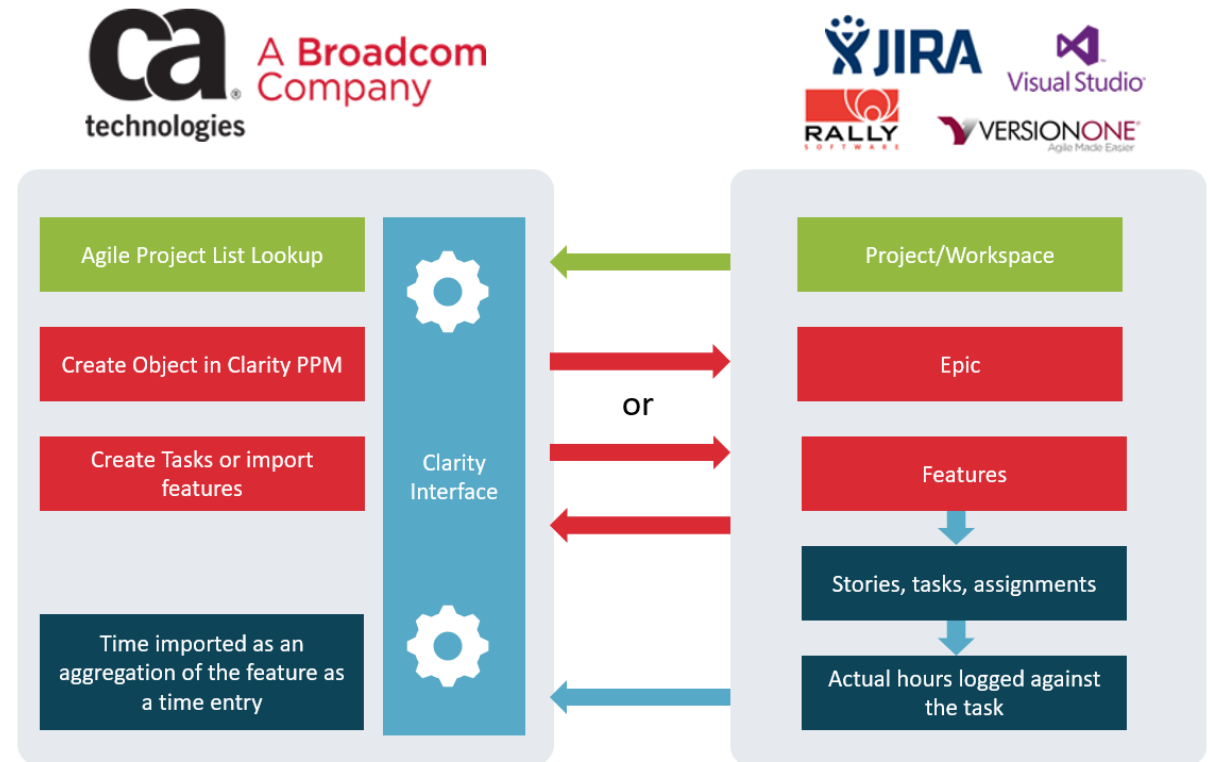 ca
technologies
A Broadcom
Company
JIRA
Visual Studio
RALLY
SOFTWARE
VERSIONONE
Agile Made Easier
Agile Project List Lookup
Project/Workspace
Create Object in Clarity PPM
Epic
or
Create Tasks or import
features
Clarity
Interface
Features
Stories, tasks, assignments
Time imported as an
aggregation of the feature as
a time entry
Actual hours logged against
the task